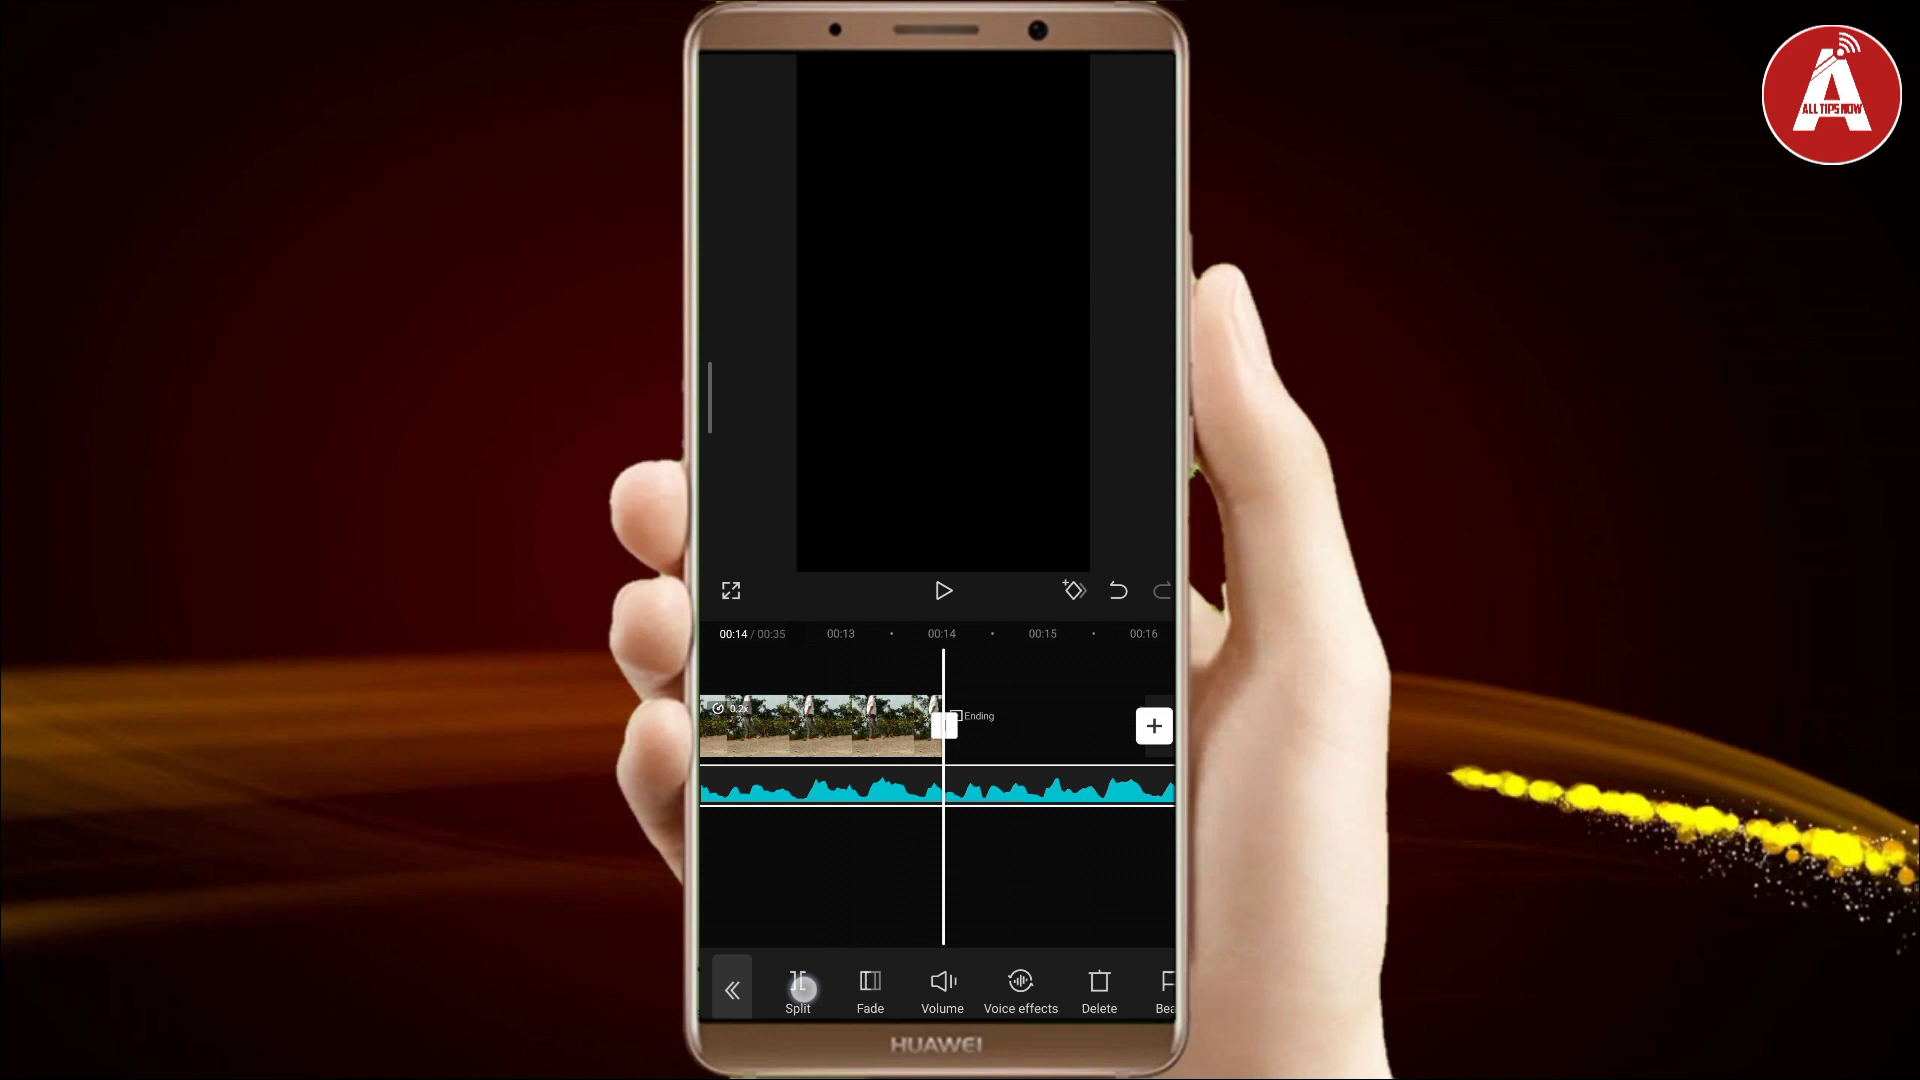 ALL TIPS NOW
00:14 / 00:35 00:13 00:14 00:15 00:16
0.2x
Ending
Split Fade Volume Voice effects Delete Bea
HUAWEI